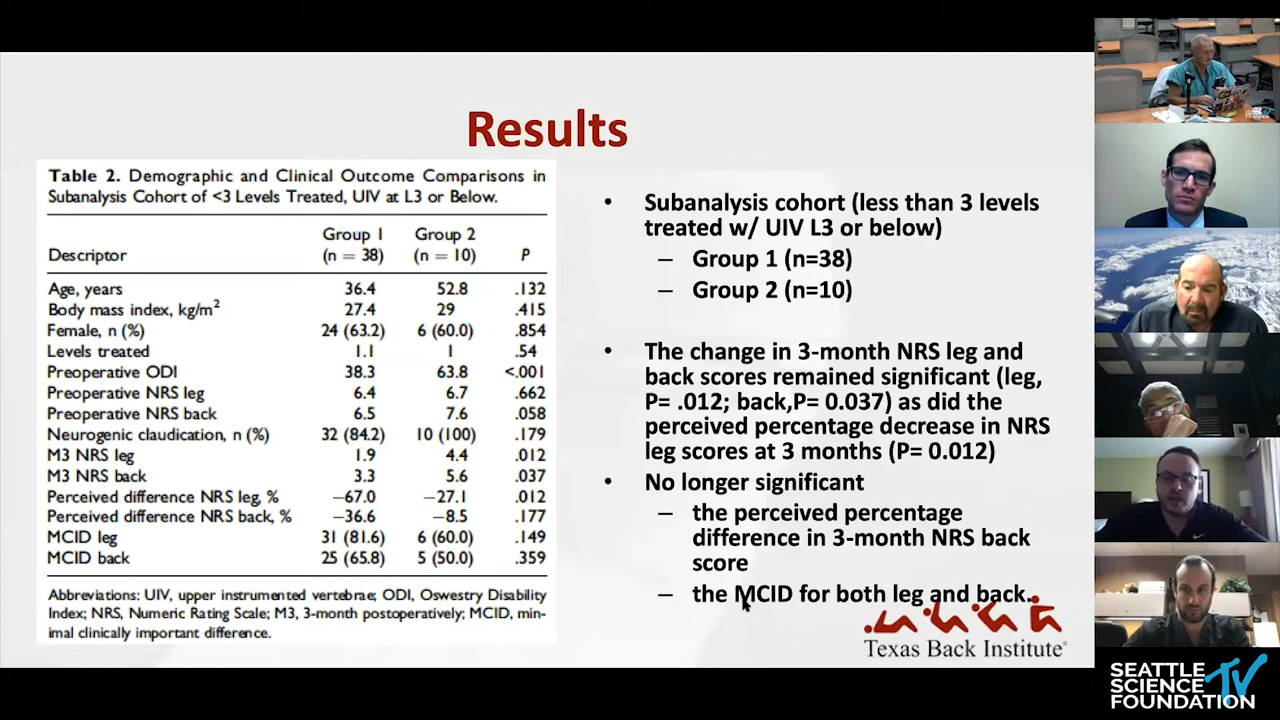 Results
Table 2. Demographic and Clinical Outcome Comparisons in
Subanalysis Cohort of <3 Levels Treated, UIV at L3 or Below.
Descriptor Group 1 (n = 38) Group 2 (n = 10) P
Age, years 36.4 52.8 .132
Body mass index, kg/m² 27.4 29 .415
Female, n (%) 24 (63.2) 6 (60.0) .854
Levels treated 1.1 1 .54
Preoperative ODI 38.3 63.8 <.001
Preoperative NRS leg 6.4 6.7 .662
Preoperative NRS back 6.5 7.6 .058
Neurogenic claudication, n (%) 32 (84.2) 10 (100) .179
M3 NRS leg 1.9 4.4 .012
M3 NRS back 3.3 5.6 .037
Perceived difference NRS leg, % −67.0 −27.1 .012
Perceived difference NRS back, % −36.6 −8.5 .177
MCID leg 31 (81.6) 6 (60.0) .149
MCID back 25 (65.8) 5 (50.0) .359
Abbreviations: UIV, upper instrumented vertebrae; ODI, Oswestry Disability
Index; NRS, Numeric Rating Scale; M3, 3-month postoperatively; MCID, min-
imal clinically important difference.
• Subanalysis cohort (less than 3 levels
treated w/ UIV L3 or below)
– Group 1 (n=38)
– Group 2 (n=10)
• The change in 3-month NRS leg and
back scores remained significant (leg,
P= .012; back,P= 0.037) as did the
perceived percentage decrease in NRS
leg scores at 3 months (P= 0.012)
• No longer significant
– the perceived percentage
difference in 3-month NRS back
score
– the MCID for both leg and back.
Texas Back Institute®
SEATTLE
SCIENCE
FOUNDATION
TV